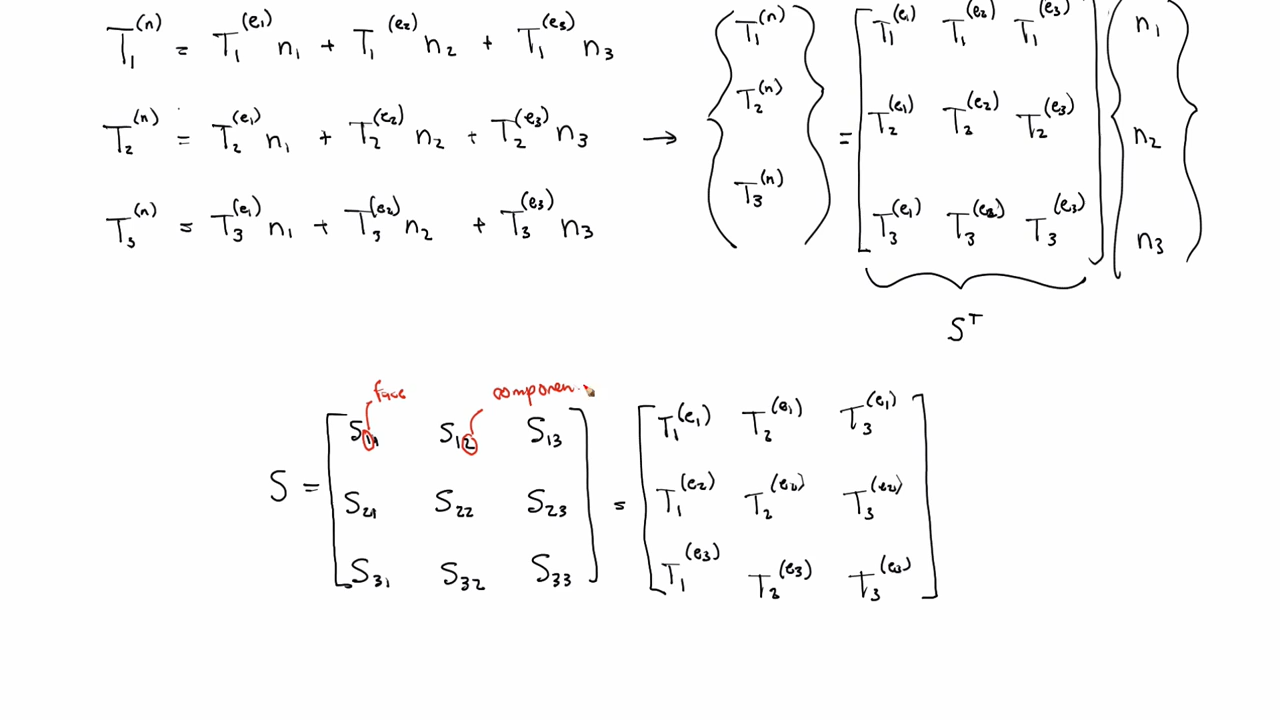 T₁⁽ⁿ⁾ = T₁⁽ᵉ¹⁾ n₁ + T₁⁽ᵉ²⁾ n₂ + T₁⁽ᵉ³⁾ n₃
T₂⁽ⁿ⁾ = T₂⁽ᵉ¹⁾ n₁ + T₂⁽ᵉ²⁾ n₂ + T₂⁽ᵉ³⁾ n₃ →
T₃⁽ⁿ⁾ = T₃⁽ᵉ¹⁾ n₁ + T₃⁽ᵉ²⁾ n₂ + T₃⁽ᵉ³⁾ n₃
{ T₁⁽ⁿ⁾ } [ T₁⁽ᵉ¹⁾ T₁⁽ᵉ²⁾ T₁⁽ᵉ³⁾ ] { n₁ }
{ T₂⁽ⁿ⁾ } = [ T₂⁽ᵉ¹⁾ T₂⁽ᵉ²⁾ T₂⁽ᵉ³⁾ ] { n₂ }
{ T₃⁽ⁿ⁾ } [ T₃⁽ᵉ¹⁾ T₃⁽ᵉ²⁾ T₃⁽ᵉ³⁾ ] { n₃ }
Sᵀ
face componen
[ S₁₁ S₁₂ S₁₃ ] [ T₁⁽ᵉ¹⁾ T₂⁽ᵉ¹⁾ T₃⁽ᵉ¹⁾ ]
S = [ S₂₁ S₂₂ S₂₃ ] = [ T₁⁽ᵉ²⁾ T₂⁽ᵉ²⁾ T₃⁽ᵉ²⁾ ]
[ S₃₁ S₃₂ S₃₃ ] [ T₁⁽ᵉ³⁾ T₂⁽ᵉ³⁾ T₃⁽ᵉ³⁾ ]